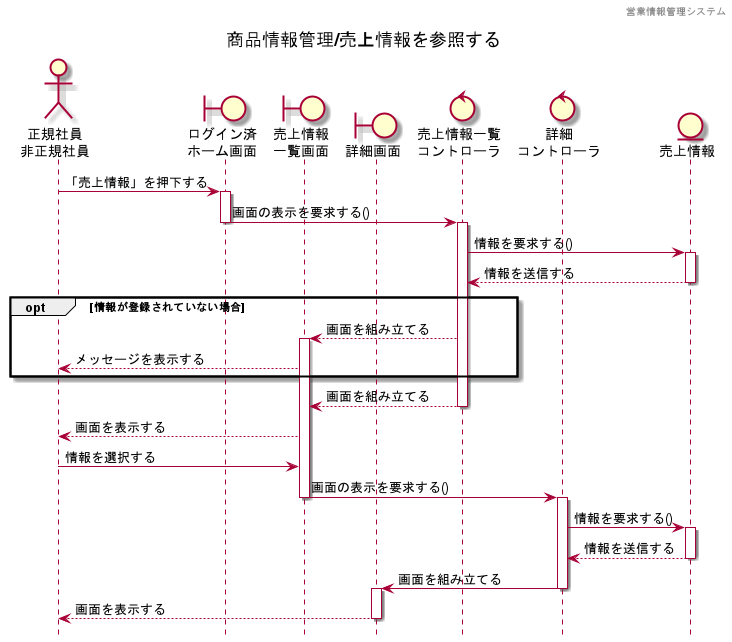 営業情報管理システム
商品情報管理/売上情報を参照する
正規社員
非正規社員
ログイン済
ホーム画面
売上情報
一覧画面
詳細画面
売上情報一覧
コントローラ
詳細
コントローラ
売上情報
「売上情報」を押下する
画面の表示を要求する()
情報を要求する()
情報を送信する
opt
[情報が登録されていない場合]
画面を組み立てる
メッセージを表示する
画面を組み立てる
画面を表示する
情報を選択する
画面の表示を要求する()
情報を要求する()
情報を送信する
画面を組み立てる
画面を表示する